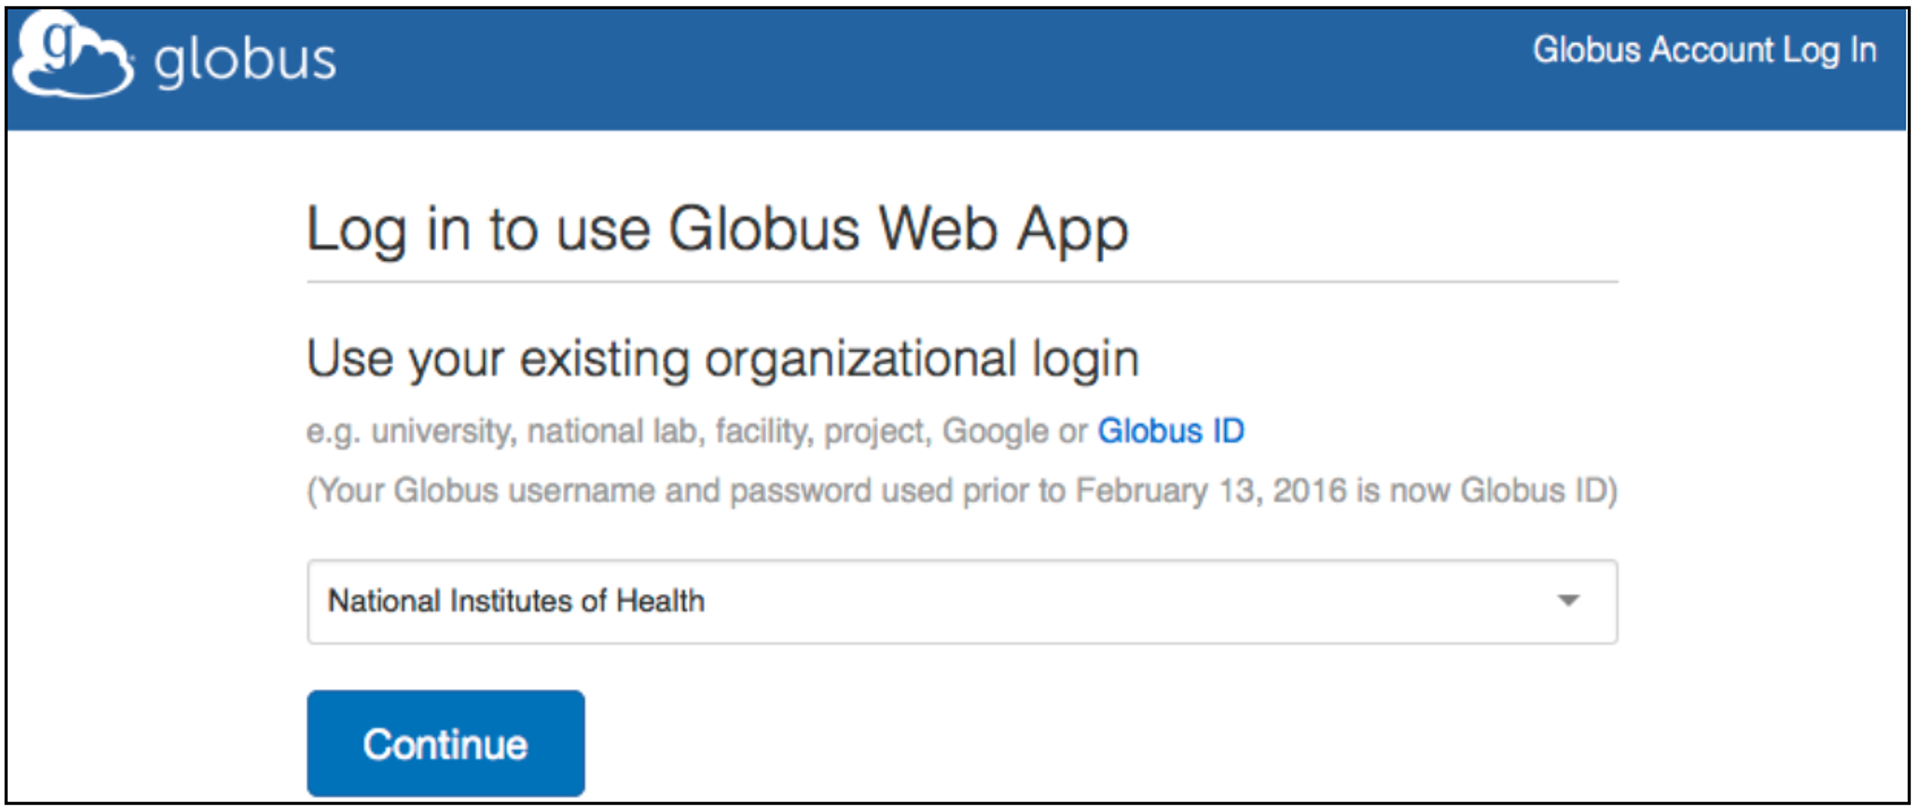 globus
Globus Account Log In
Log in to use Globus Web App
Use your existing organizational login
e.g. university, national lab, facility, project, Google or Globus ID
(Your Globus username and password used prior to February 13, 2016 is now Globus ID)
National Institutes of Health
Continue